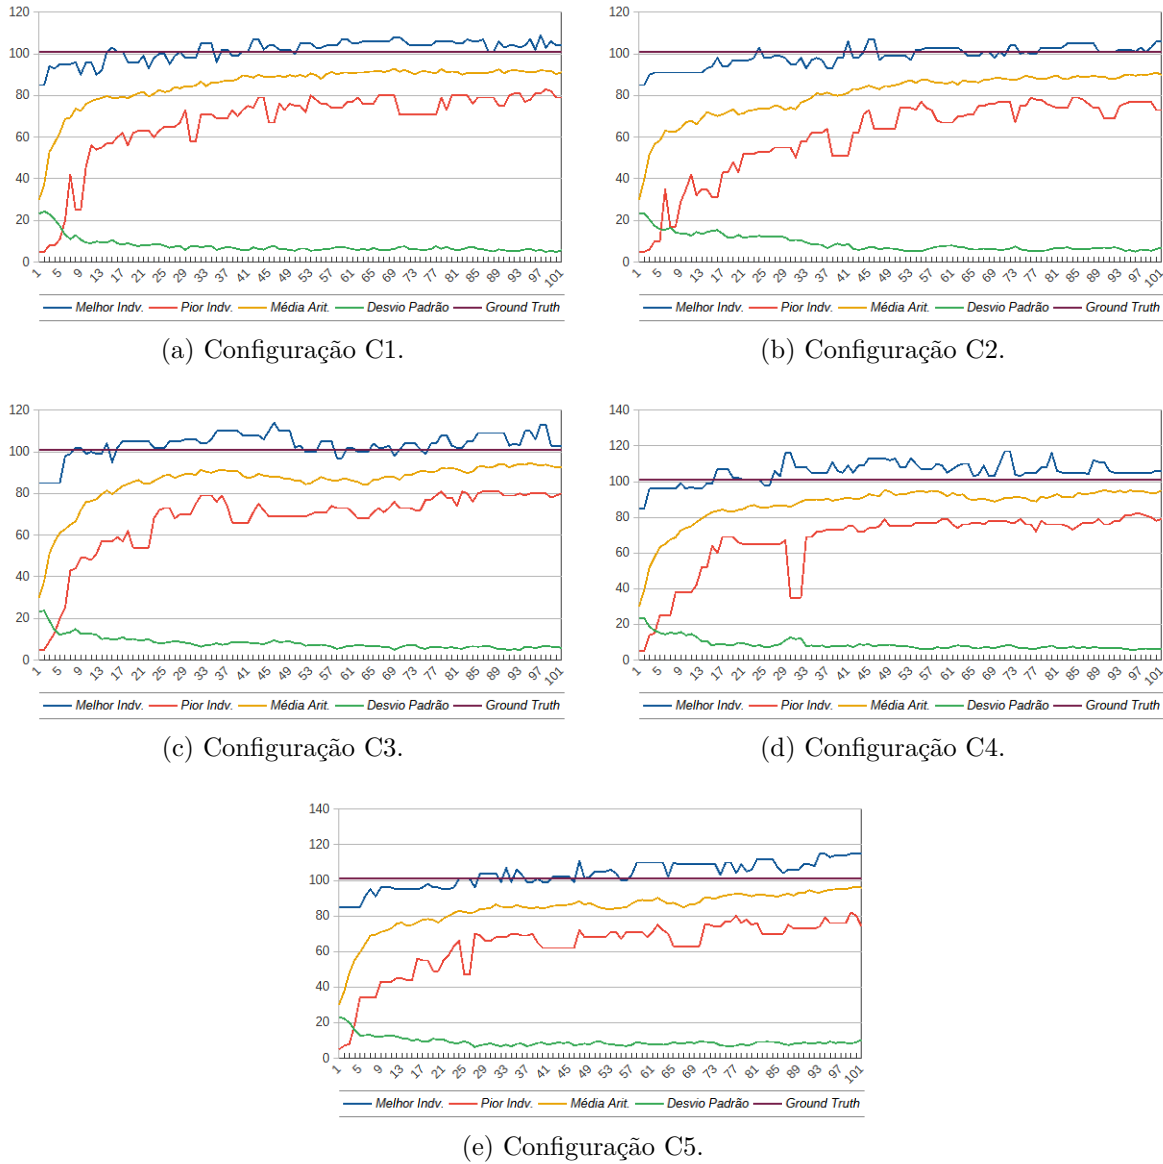 120
100
80
60
40
20
0
1 5 9 13 17 21 25 29 33 37 41 45 49 53 57 61 65 69 73 77 81 85 89 93 97 101
Melhor Indv. Pior Indv. Média Arit. Desvio Padrão Ground Truth
(a) Configuração C1.
120
100
80
60
40
20
0
1 5 9 13 17 21 25 29 33 37 41 45 49 53 57 61 65 69 73 77 81 85 89 93 97 101
Melhor Indv. Pior Indv. Média Arit. Desvio Padrão Ground Truth
(b) Configuração C2.
120
100
80
60
40
20
0
1 5 9 13 17 21 25 29 33 37 41 45 49 53 57 61 65 69 73 77 81 85 89 93 97 101
Melhor Indv. Pior Indv. Média Arit. Desvio Padrão Ground Truth
(c) Configuração C3.
140
120
100
80
60
40
20
0
1 5 9 13 17 21 25 29 33 37 41 45 49 53 57 61 65 69 73 77 81 85 89 93 97 101
Melhor Indv. Pior Indv. Média Arit. Desvio Padrão Ground Truth
(d) Configuração C4.
140
120
100
80
60
40
20
0
1 5 9 13 17 21 25 29 33 37 41 45 49 53 57 61 65 69 73 77 81 85 89 93 97 101
Melhor Indv. Pior Indv. Média Arit. Desvio Padrão Ground Truth
(e) Configuração C5.